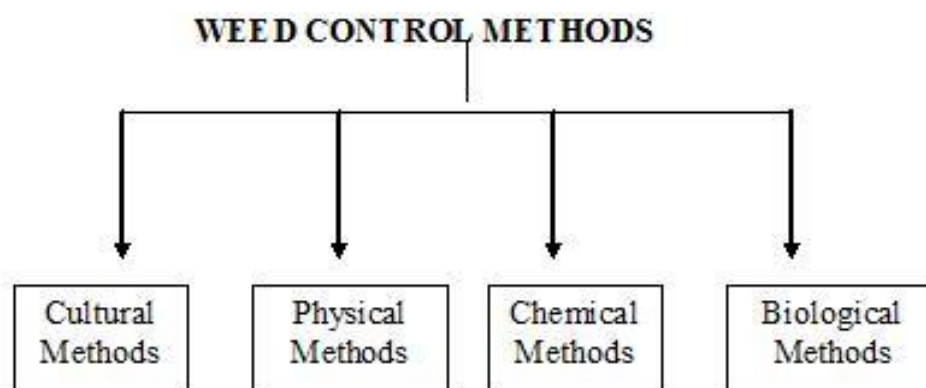 WEED CONTROL METHODS
Cultural
Methods
Physical
Methods
Chemical
Methods
Biological
Methods